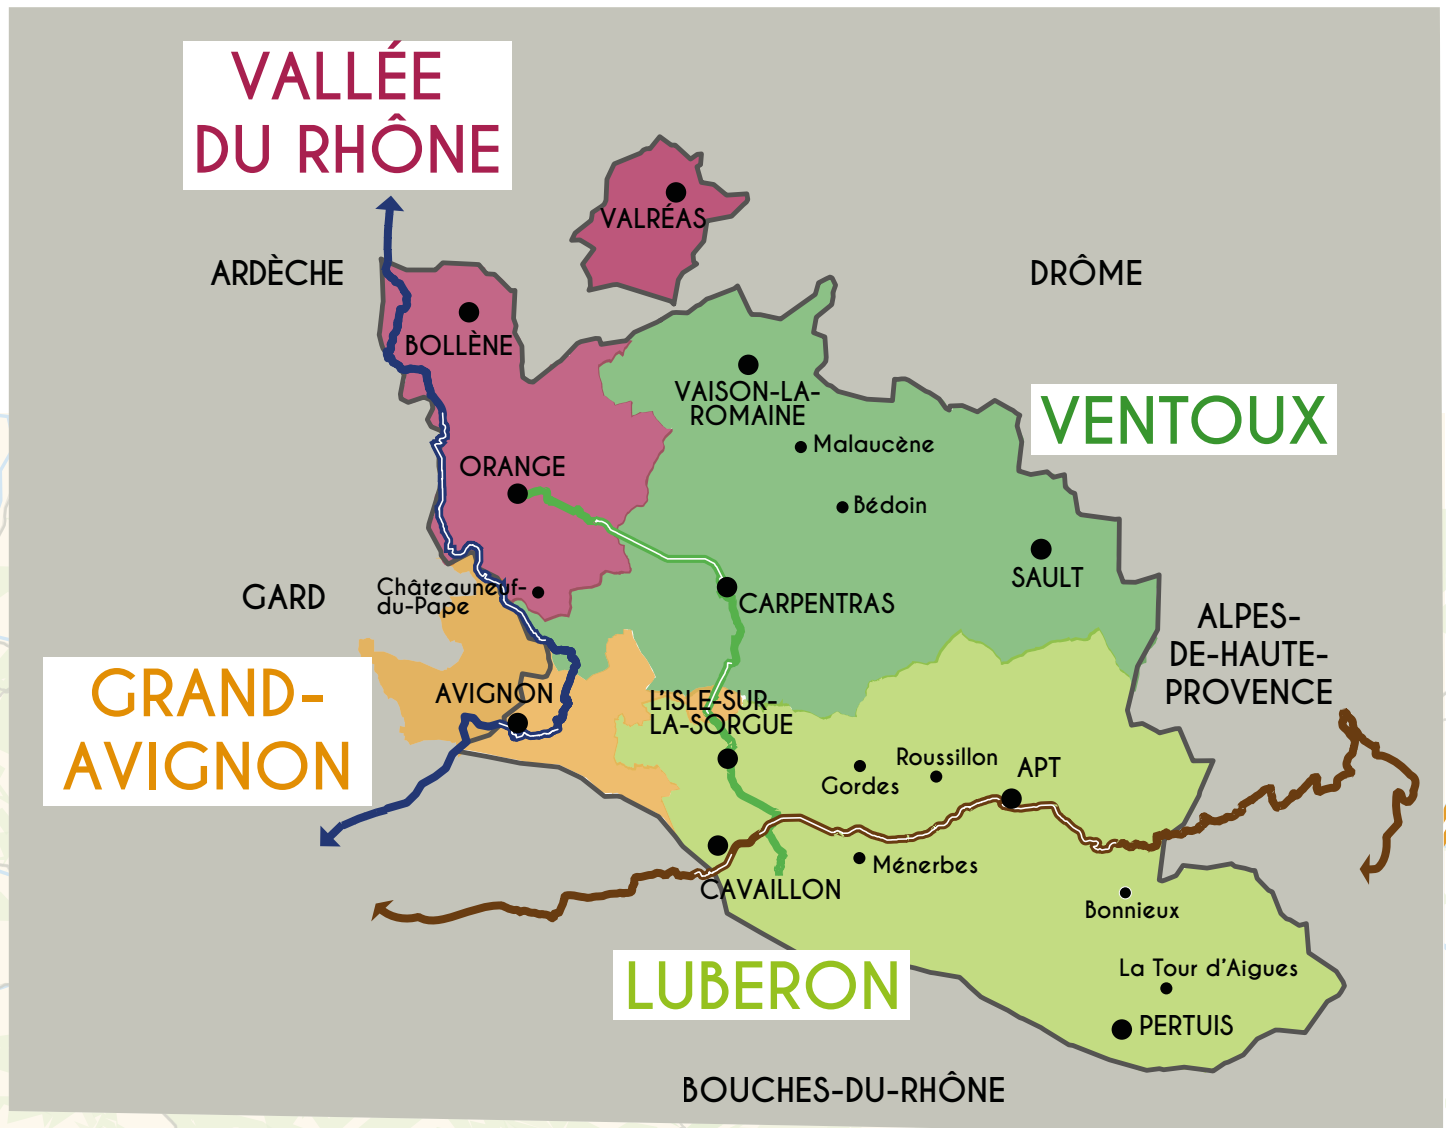 VALLÉE
DU RHÔNE
VALRÉAS
ARDÈCHE
DRÔME
BOLLÈNE
VAISON-LA-
ROMAINE
VENTOUX
Malaucène
ORANGE
Bédoin
SAULT
Châteauneuf-
du-Pape
GARD
CARPENTRAS
ALPES-
DE-HAUTE-
PROVENCE
GRAND-
AVIGNON
AVIGNON
L'ISLE-SUR-
LA-SORGUE
Roussillon
APT
Gordes
Ménerbes
CAVAILLON
Bonnieux
LUBERON
La Tour d'Aigues
PERTUIS
BOUCHES-DU-RHÔNE